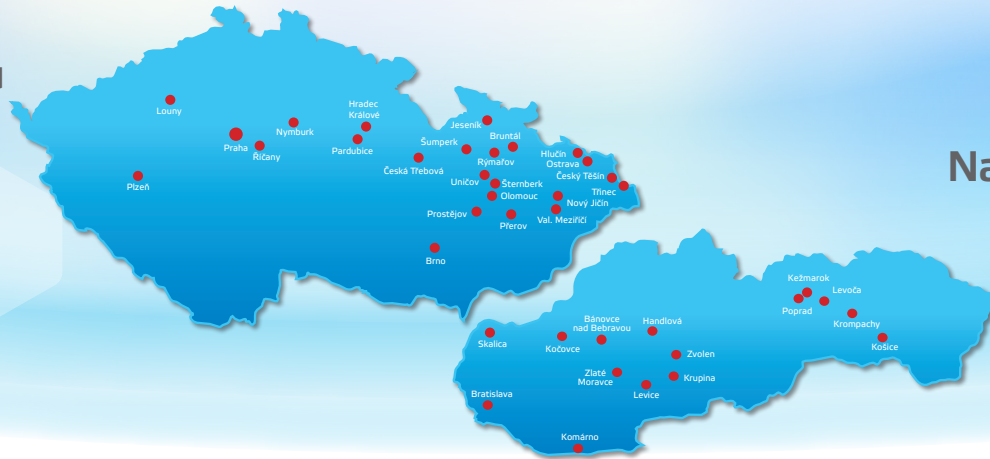 Louny
Praha
Říčany
Nymburk
Hradec
Králové
Pardubice
Plzeň
Česká Třebová
Jeseník
Šumperk
Bruntál
Rýmařov
Uničov
Šternberk
Olomouc
Prostějov
Přerov
Hlučín
Ostrava
Český Těšín
Třinec
Nový Jičín
Val. Meziříčí
Brno
Na
Skalica
Kočovce
Bánovce
nad Bebravou
Handlová
Zvolen
Zlaté
Moravce
Krupina
Levice
Bratislava
Komárno
Kežmarok
Poprad
Levoča
Krompachy
Košice